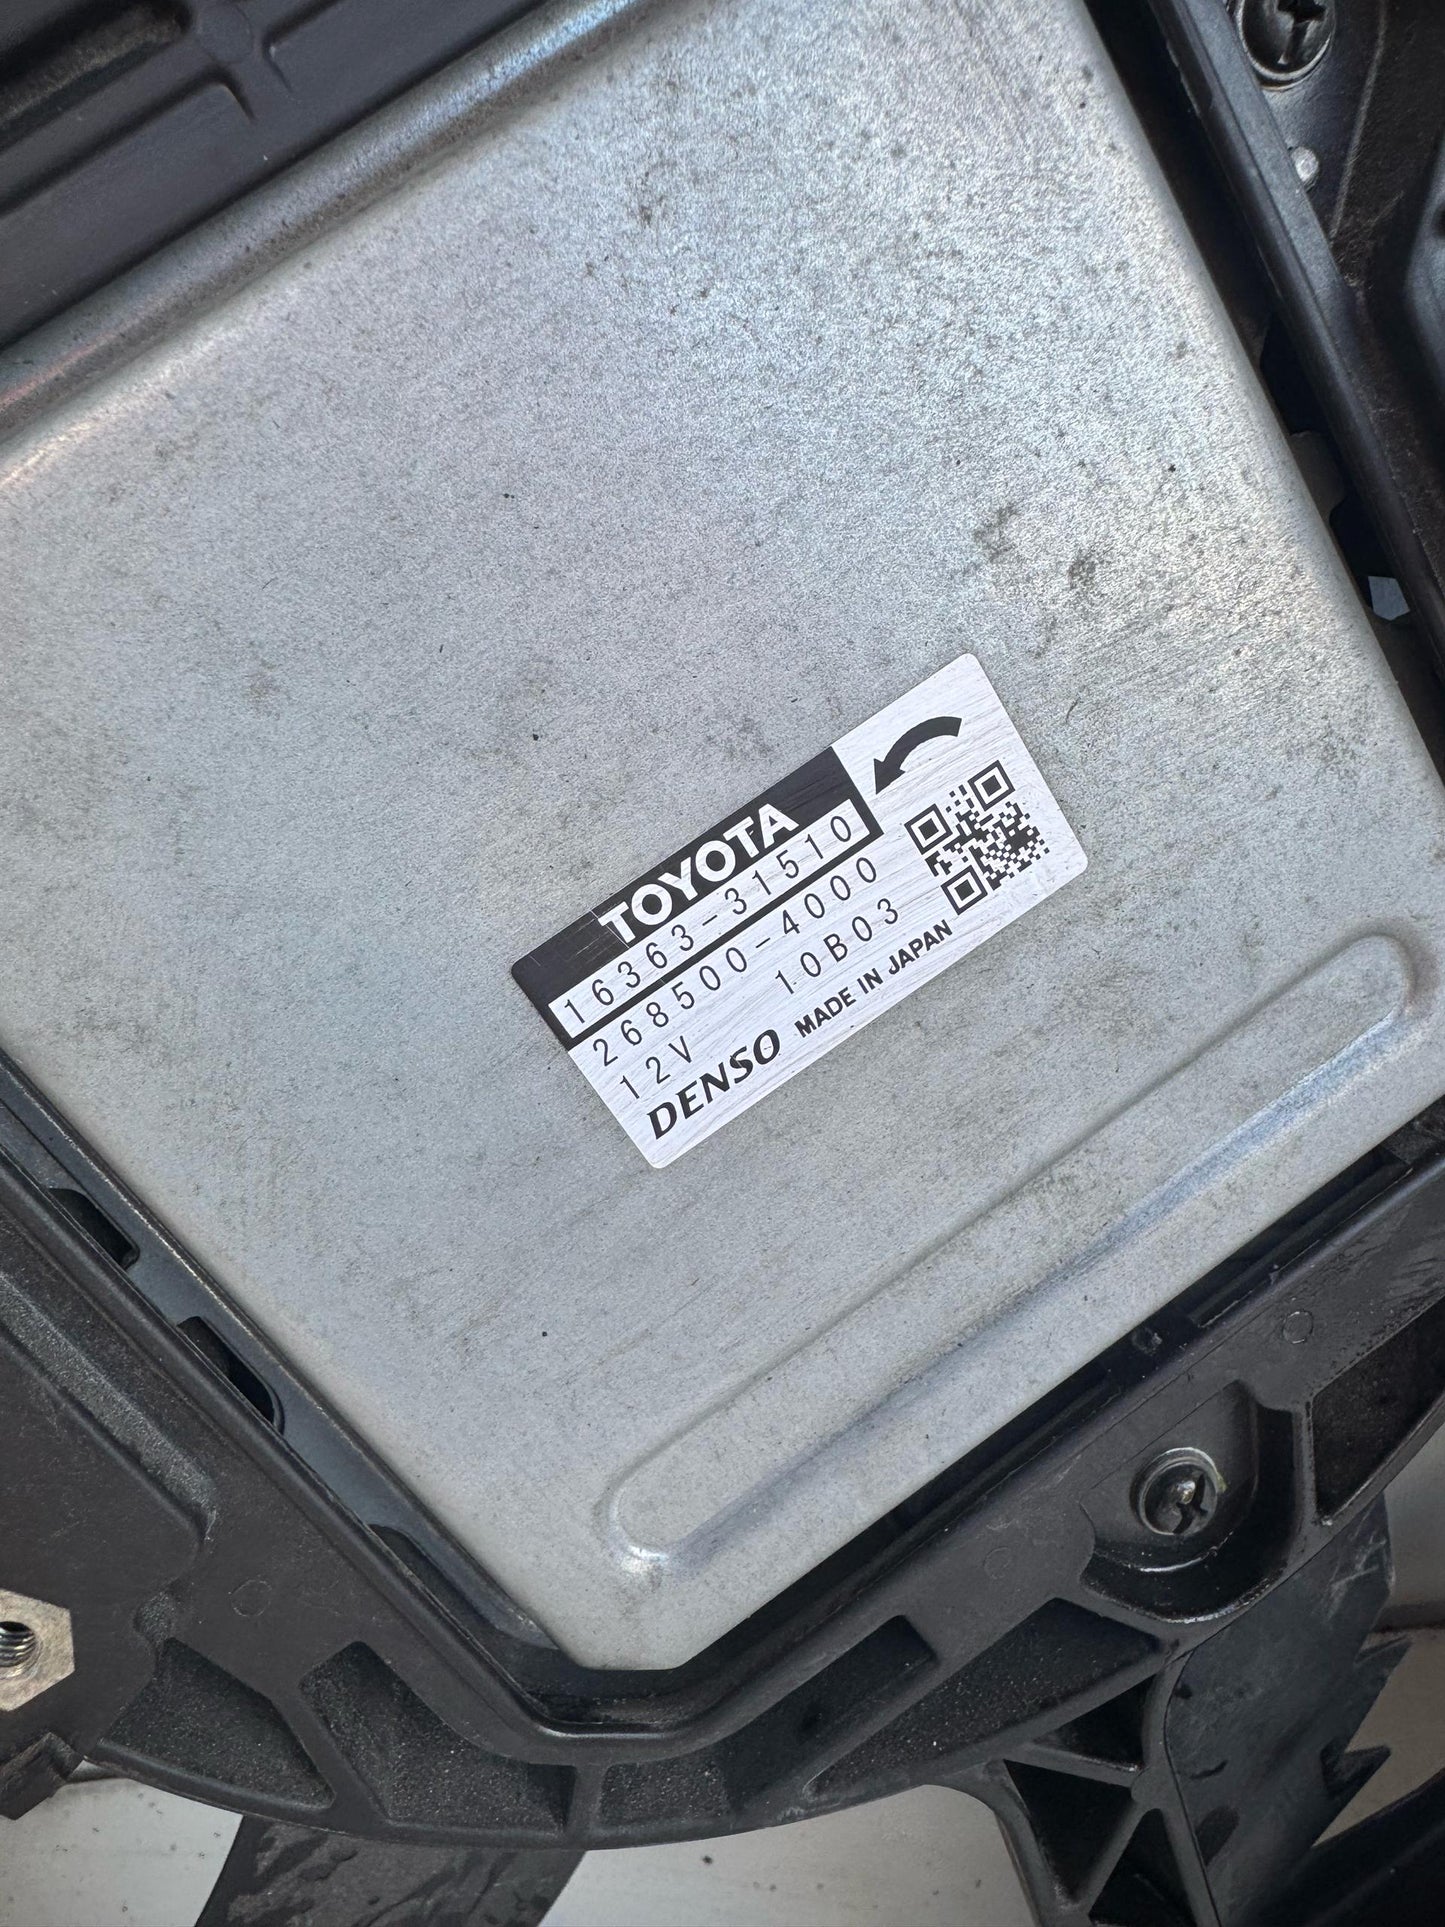 TOYOTA
16363-31510
268500-4000
12V 10B03
DENSO MADE IN JAPAN